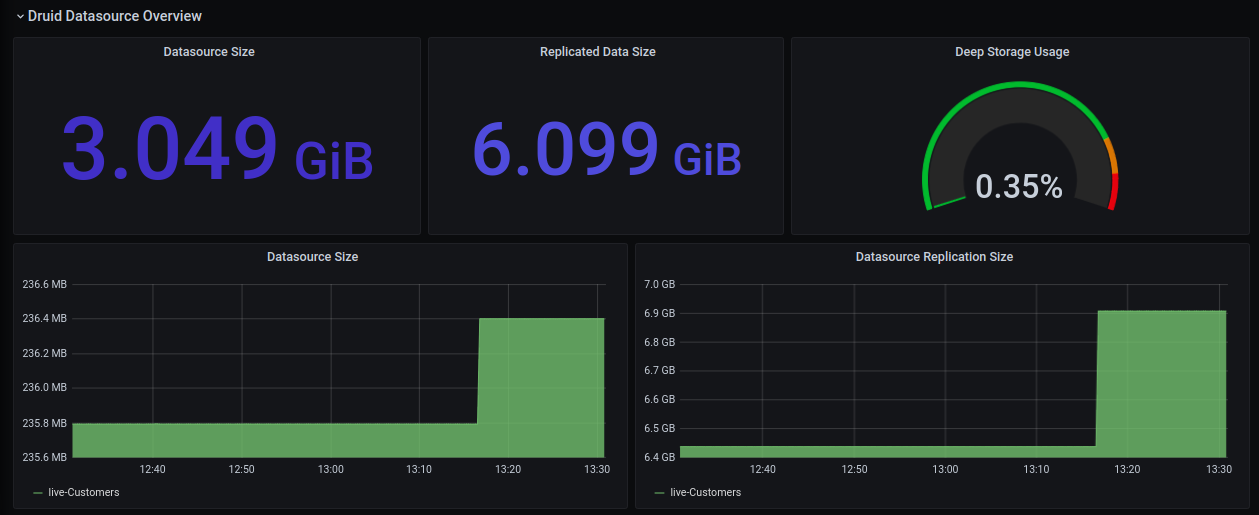 Druid Datasource Overview
Datasource Size
3.049 GiB
Replicated Data Size
6.099 GiB
Deep Storage Usage
0.35%
Datasource Size
236.6 MB
236.4 MB
236.2 MB
236.0 MB
235.8 MB
235.6 MB
12:40 12:50 13:00 13:10 13:20 13:30
live-Customers
Datasource Replication Size
7.0 GB
6.9 GB
6.8 GB
6.7 GB
6.6 GB
6.5 GB
6.4 GB
12:40 12:50 13:00 13:10 13:20 13:30
live-Customers